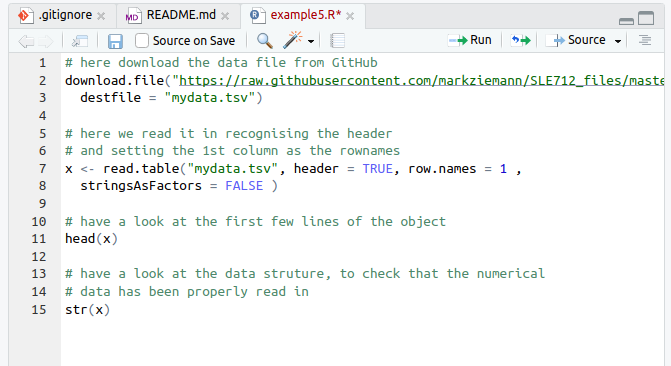 .gitignore × README.md × example5.R* ×
Source on Save Run Source
1 # here download the data file from GitHub
2 download.file("https://raw.githubusercontent.com/markziemann/SLE712_files/maste
3 destfile = "mydata.tsv")
4
5 # here we read it in recognising the header
6 # and setting the 1st column as the rownames
7 x <- read.table("mydata.tsv", header = TRUE, row.names = 1 ,
8 stringsAsFactors = FALSE )
9
10 # have a look at the first few lines of the object
11 head(x)
12
13 # have a look at the data struture, to check that the numerical
14 # data has been properly read in
15 str(x)